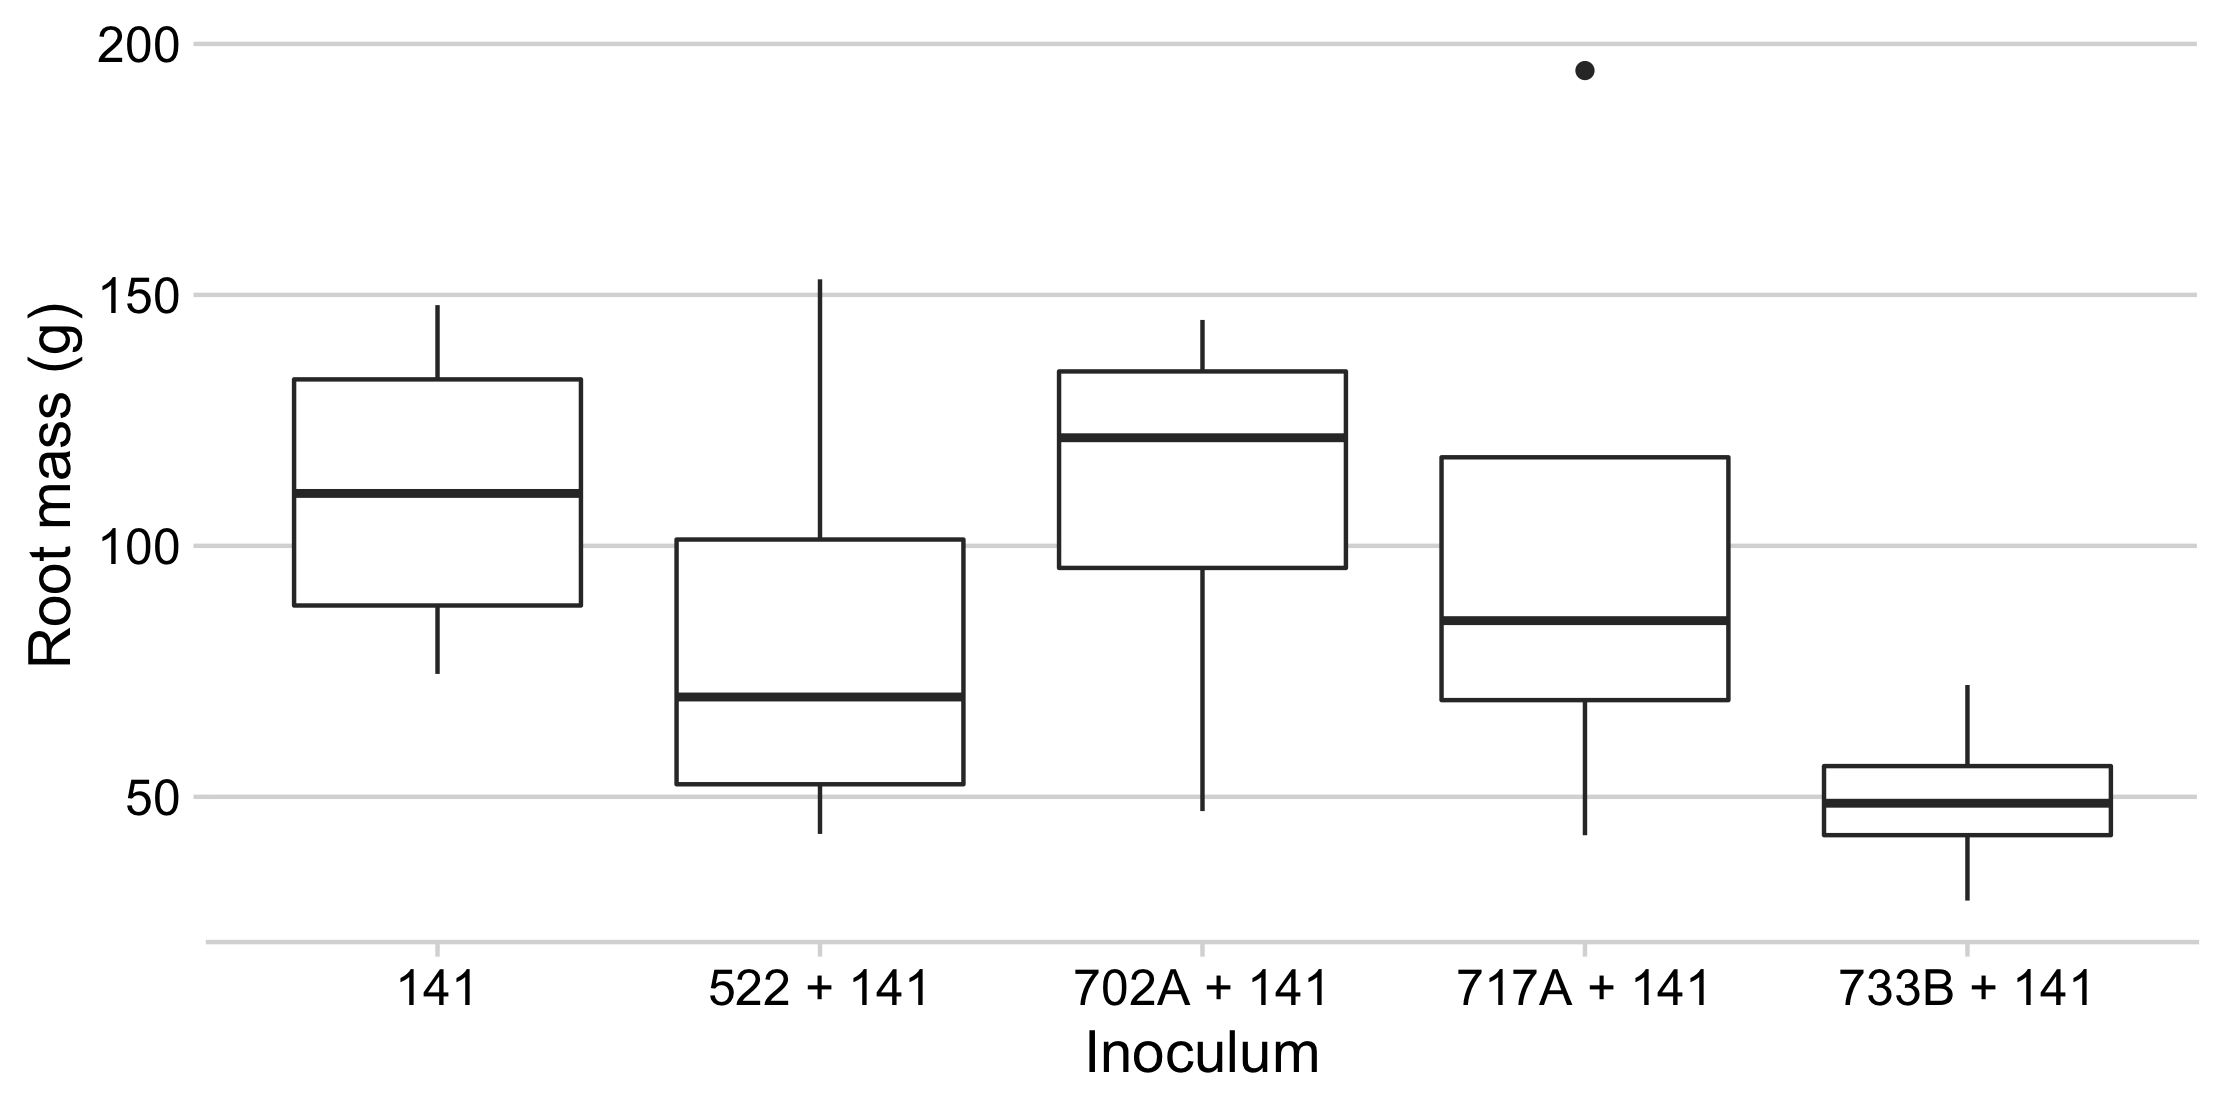 Root mass (g)
200
150
100
50
141
522 + 141
702A + 141
717A + 141
733B + 141
Inoculum